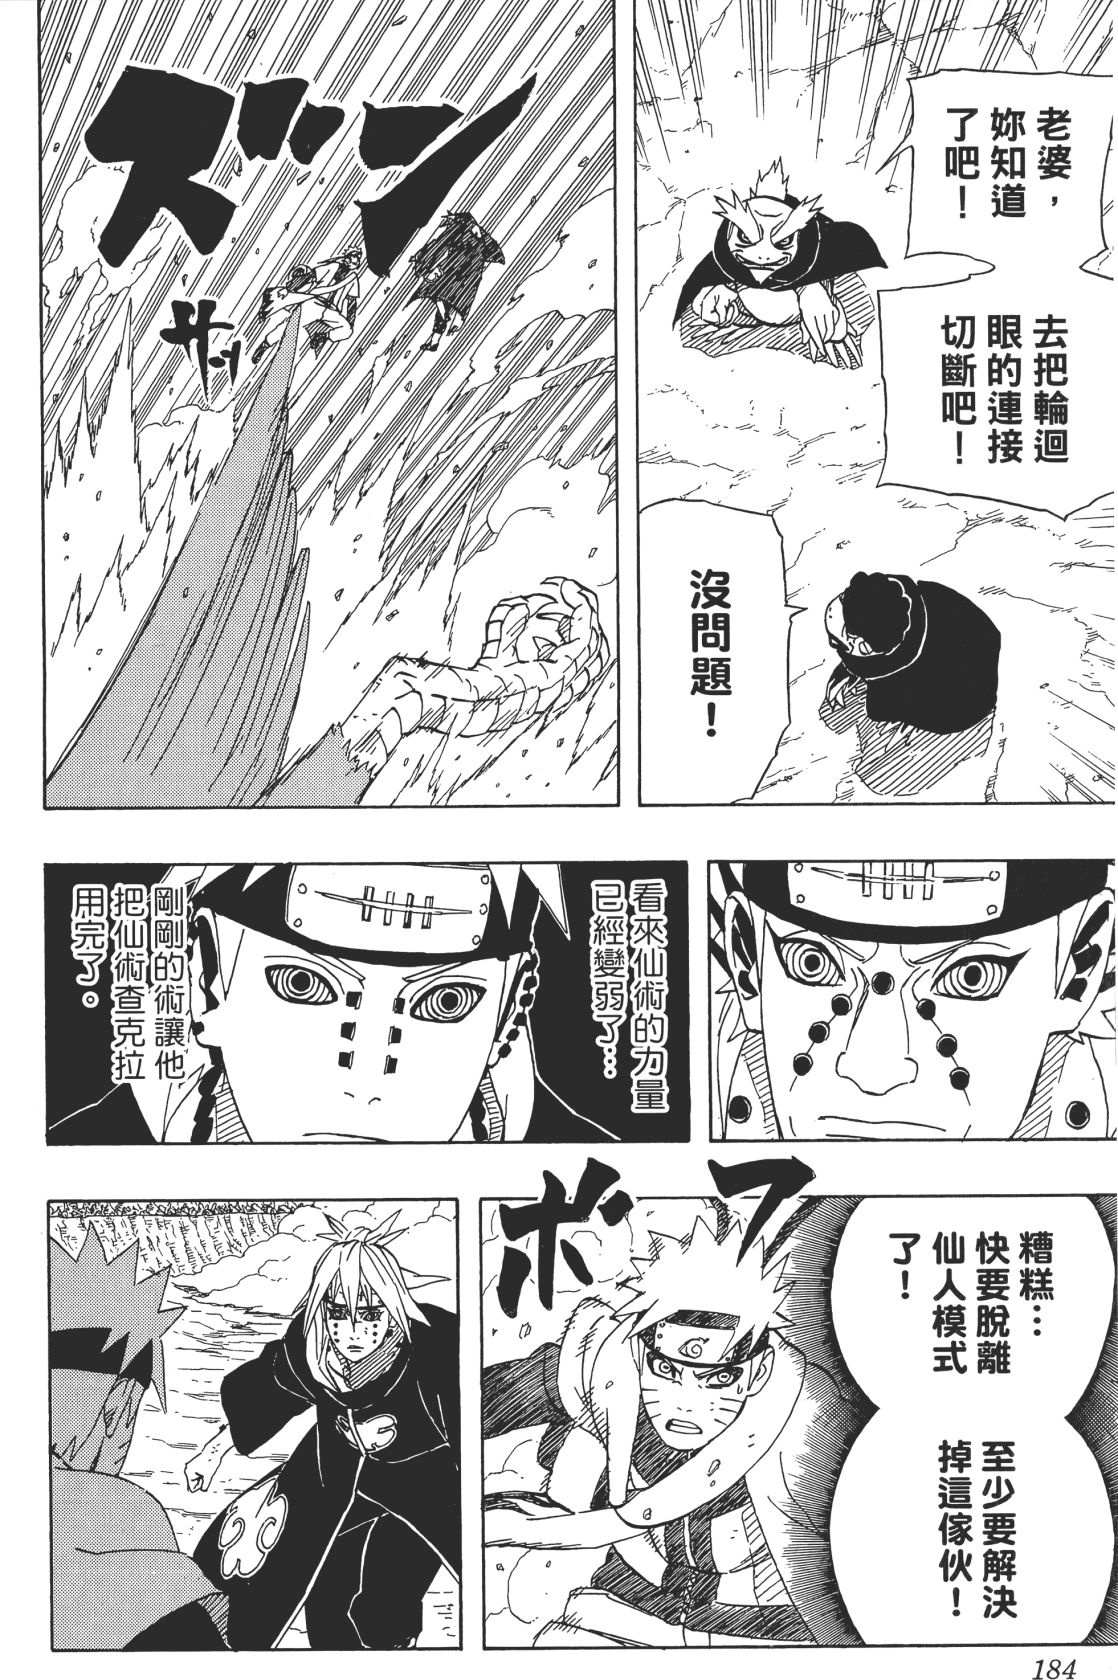 老婆，
妳知道
了吧！
去把輪迴
眼的連接
切斷吧！
沒問題！
ズズン
ザッ
看來仙術的力量
已經變弱了…
剛剛的術讓他
把仙術查克拉
用完了。
糟糕…
快要脫離
仙人模式
了！
至少要解決
掉這傢伙！
ボフ
184